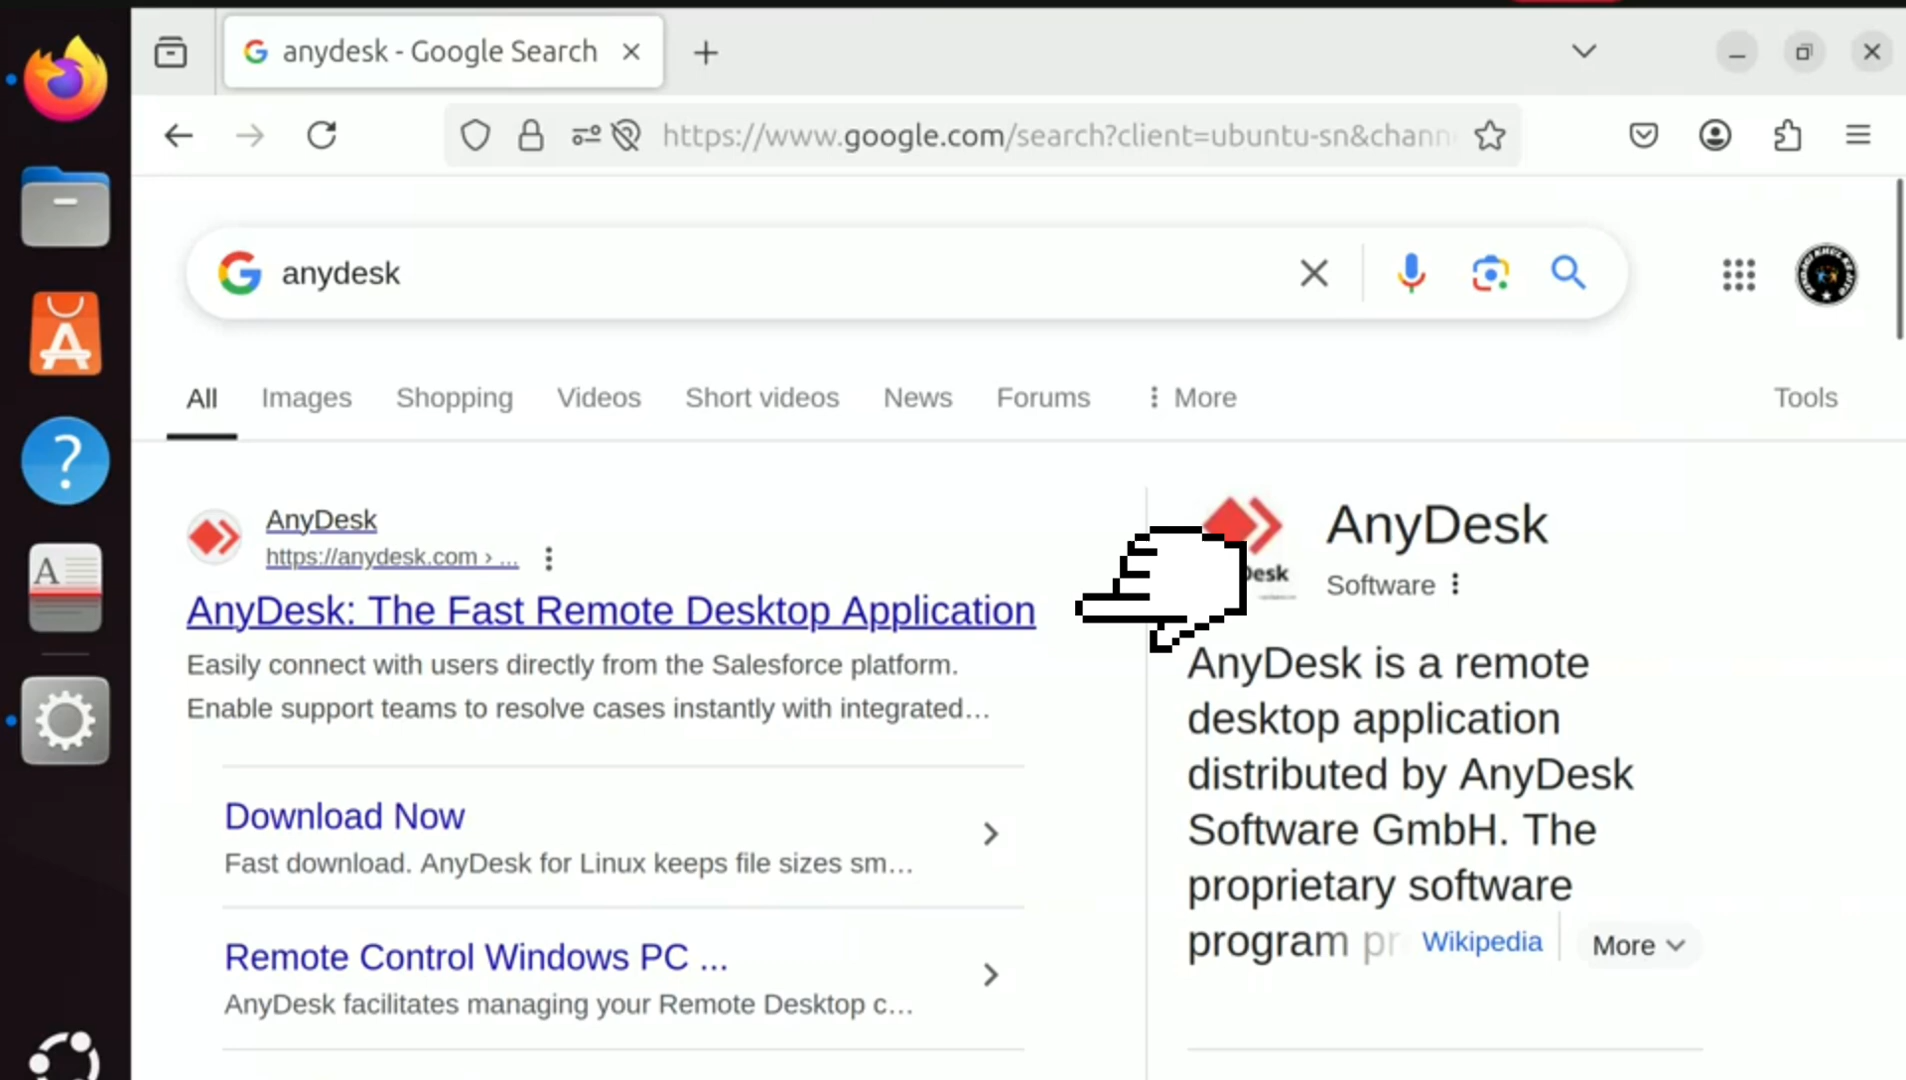 anydesk - Google Search
https://www.google.com/search?client=ubuntu-sn&chann
anydesk
All Images Shopping Videos Short videos News Forums More Tools
AnyDesk
https://anydesk.com › ...
AnyDesk: The Fast Remote Desktop Application
Easily connect with users directly from the Salesforce platform.
Enable support teams to resolve cases instantly with integrated...
Download Now
Fast download. AnyDesk for Linux keeps file sizes sm...
Remote Control Windows PC ...
AnyDesk facilitates managing your Remote Desktop c...
Desk
AnyDesk
Software
AnyDesk is a remote
desktop application
distributed by AnyDesk
Software GmbH. The
proprietary software
program pr Wikipedia More